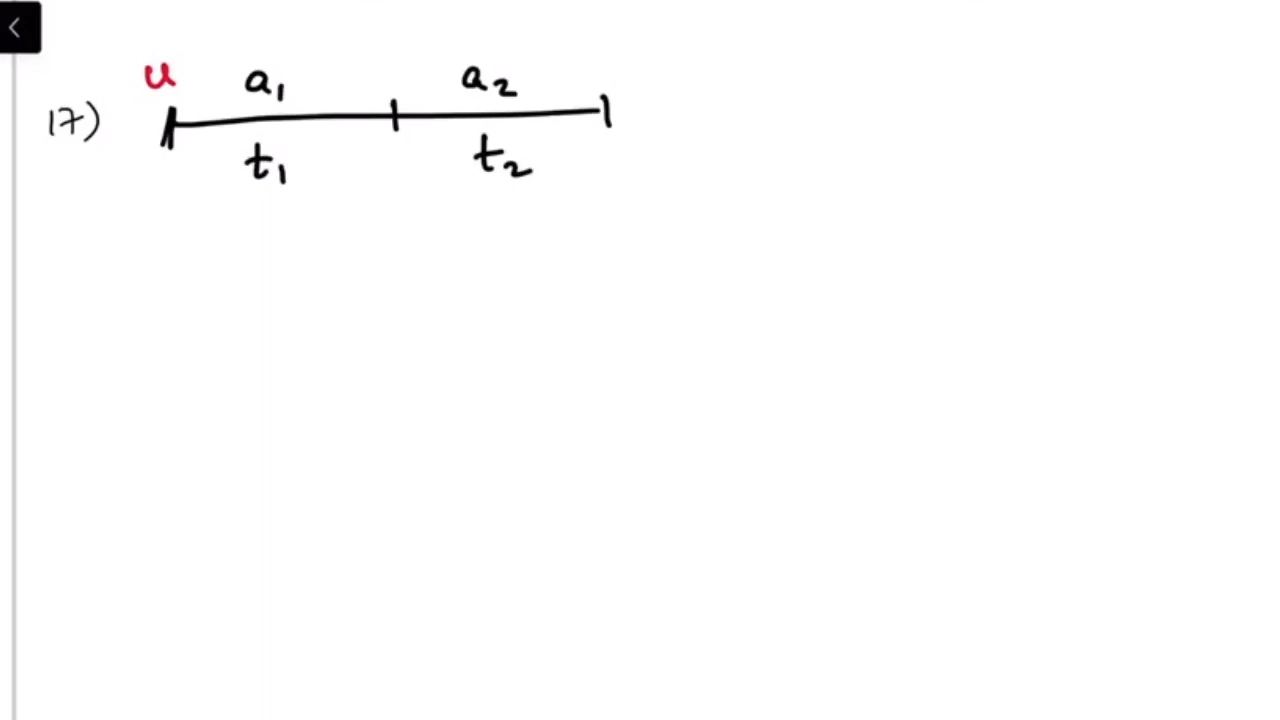 u a₁ a₂
17)
t₁ t₂